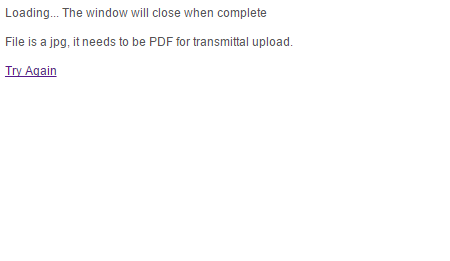 Loading... The window will close when complete
File is a jpg, it needs to be PDF for transmittal upload.
Try Again